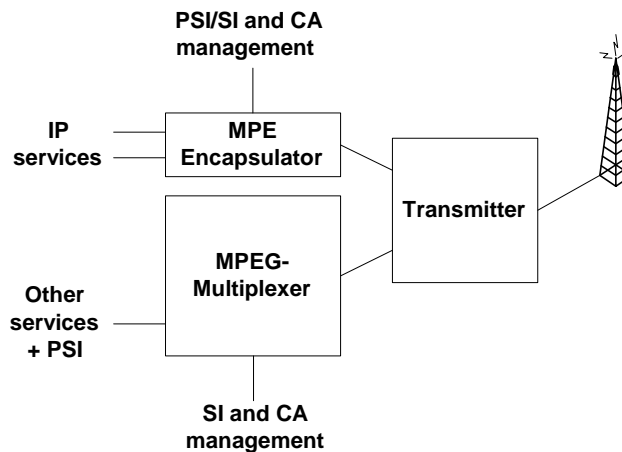 PSI/SI and CA
management
IP
services
MPE
Encapsulator
Transmitter
MPEG-
Multiplexer
Other
services
+ PSI
SI and CA
management